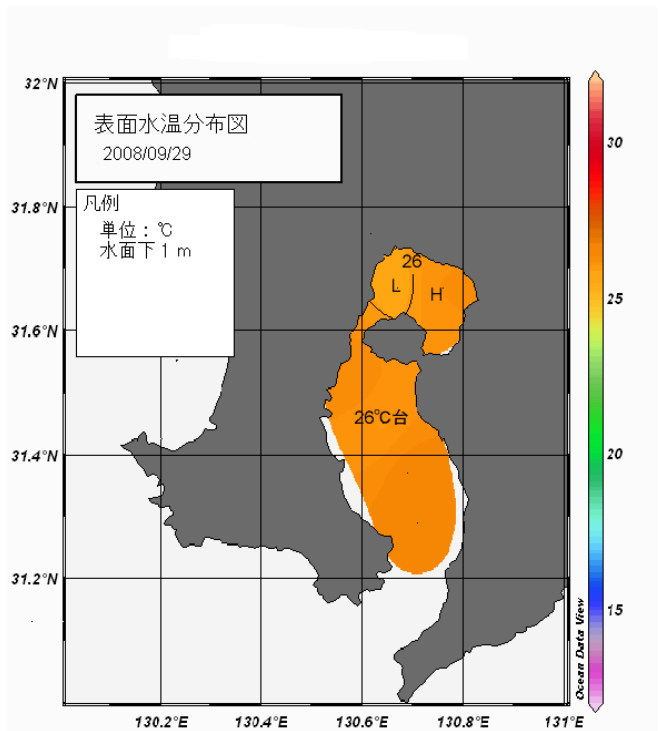 表面水温分布図
2008/09/29
凡例
単位：℃
水面下１ｍ
32°N
31.8°N
31.6°N
31.4°N
31.2°N
26
L
H
26℃台
130.2°E
130.4°E
130.6°E
130.8°E
131°E
30
25
20
15
Ocean Data View